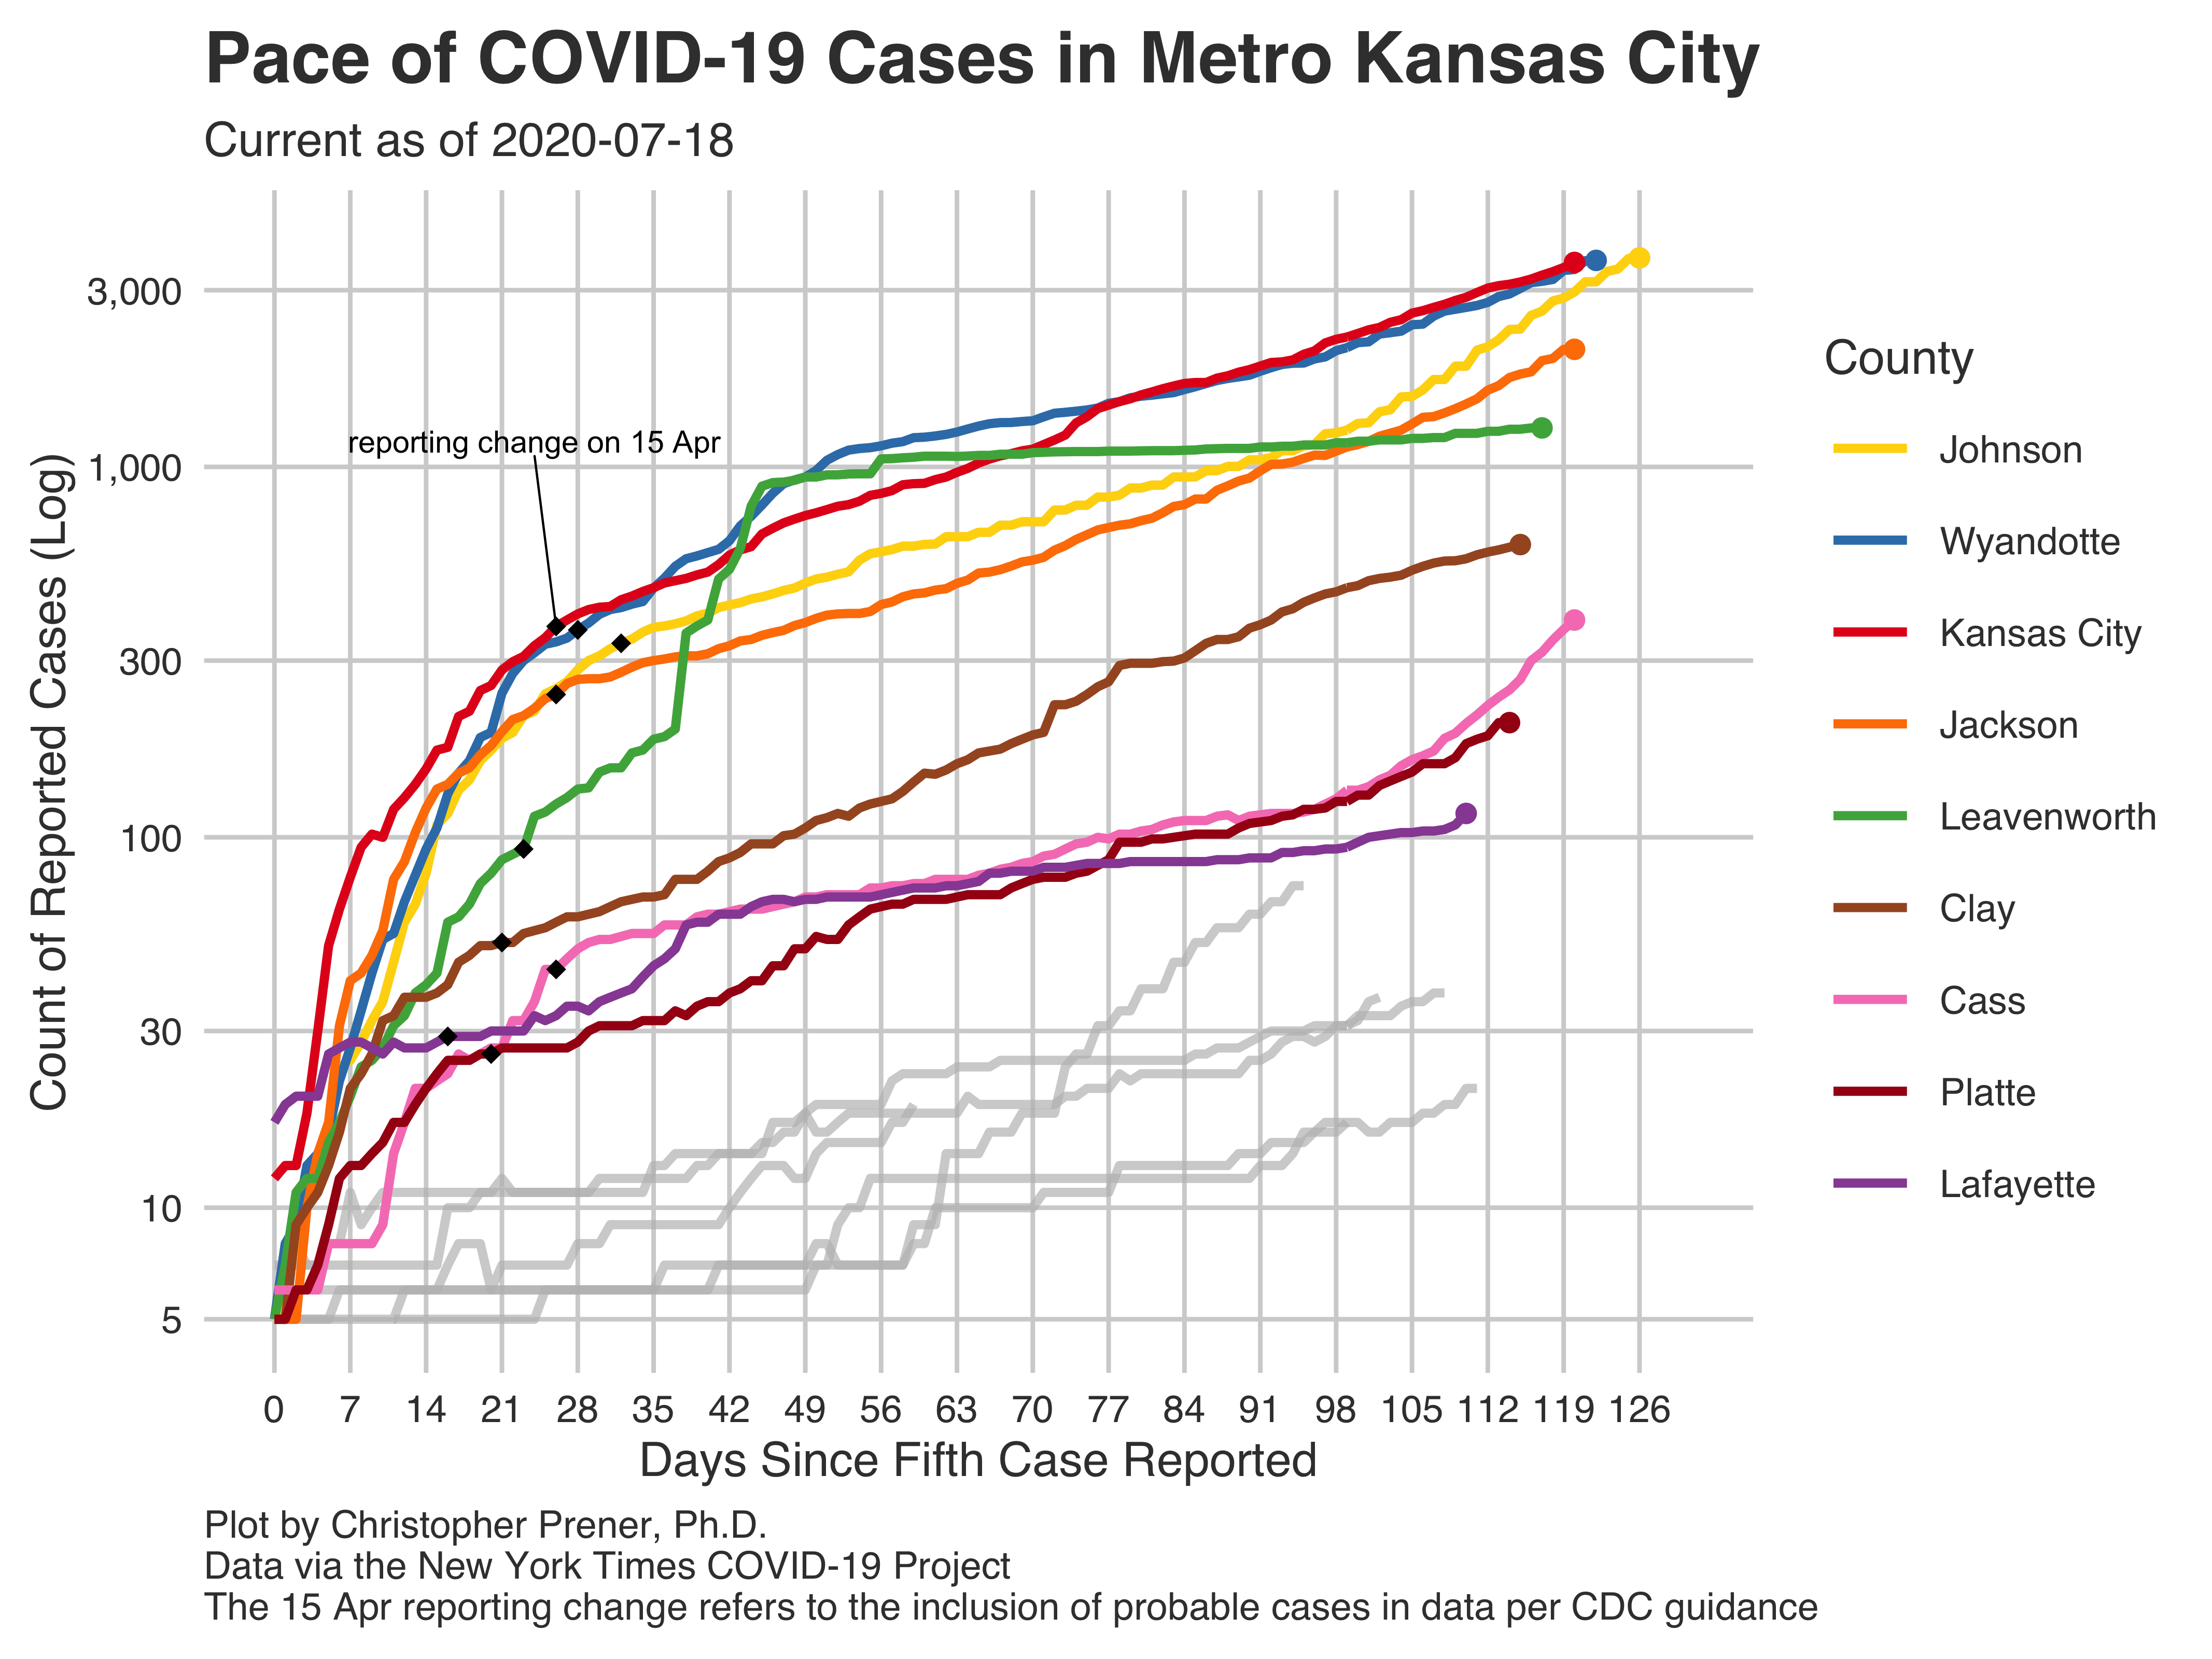 Pace of COVID-19 Cases in Metro Kansas City
Current as of 2020-07-18
Count of Reported Cases (Log)
3,000
1,000
300
100
30
10
5
reporting change on 15 Apr
0 7 14 21 28 35 42 49 56 63 70 77 84 91 98 105 112 119 126
Days Since Fifth Case Reported
County
Johnson
Wyandotte
Kansas City
Jackson
Leavenworth
Clay
Cass
Platte
Lafayette
Plot by Christopher Prener, Ph.D.
Data via the New York Times COVID-19 Project
The 15 Apr reporting change refers to the inclusion of probable cases in data per CDC guidance